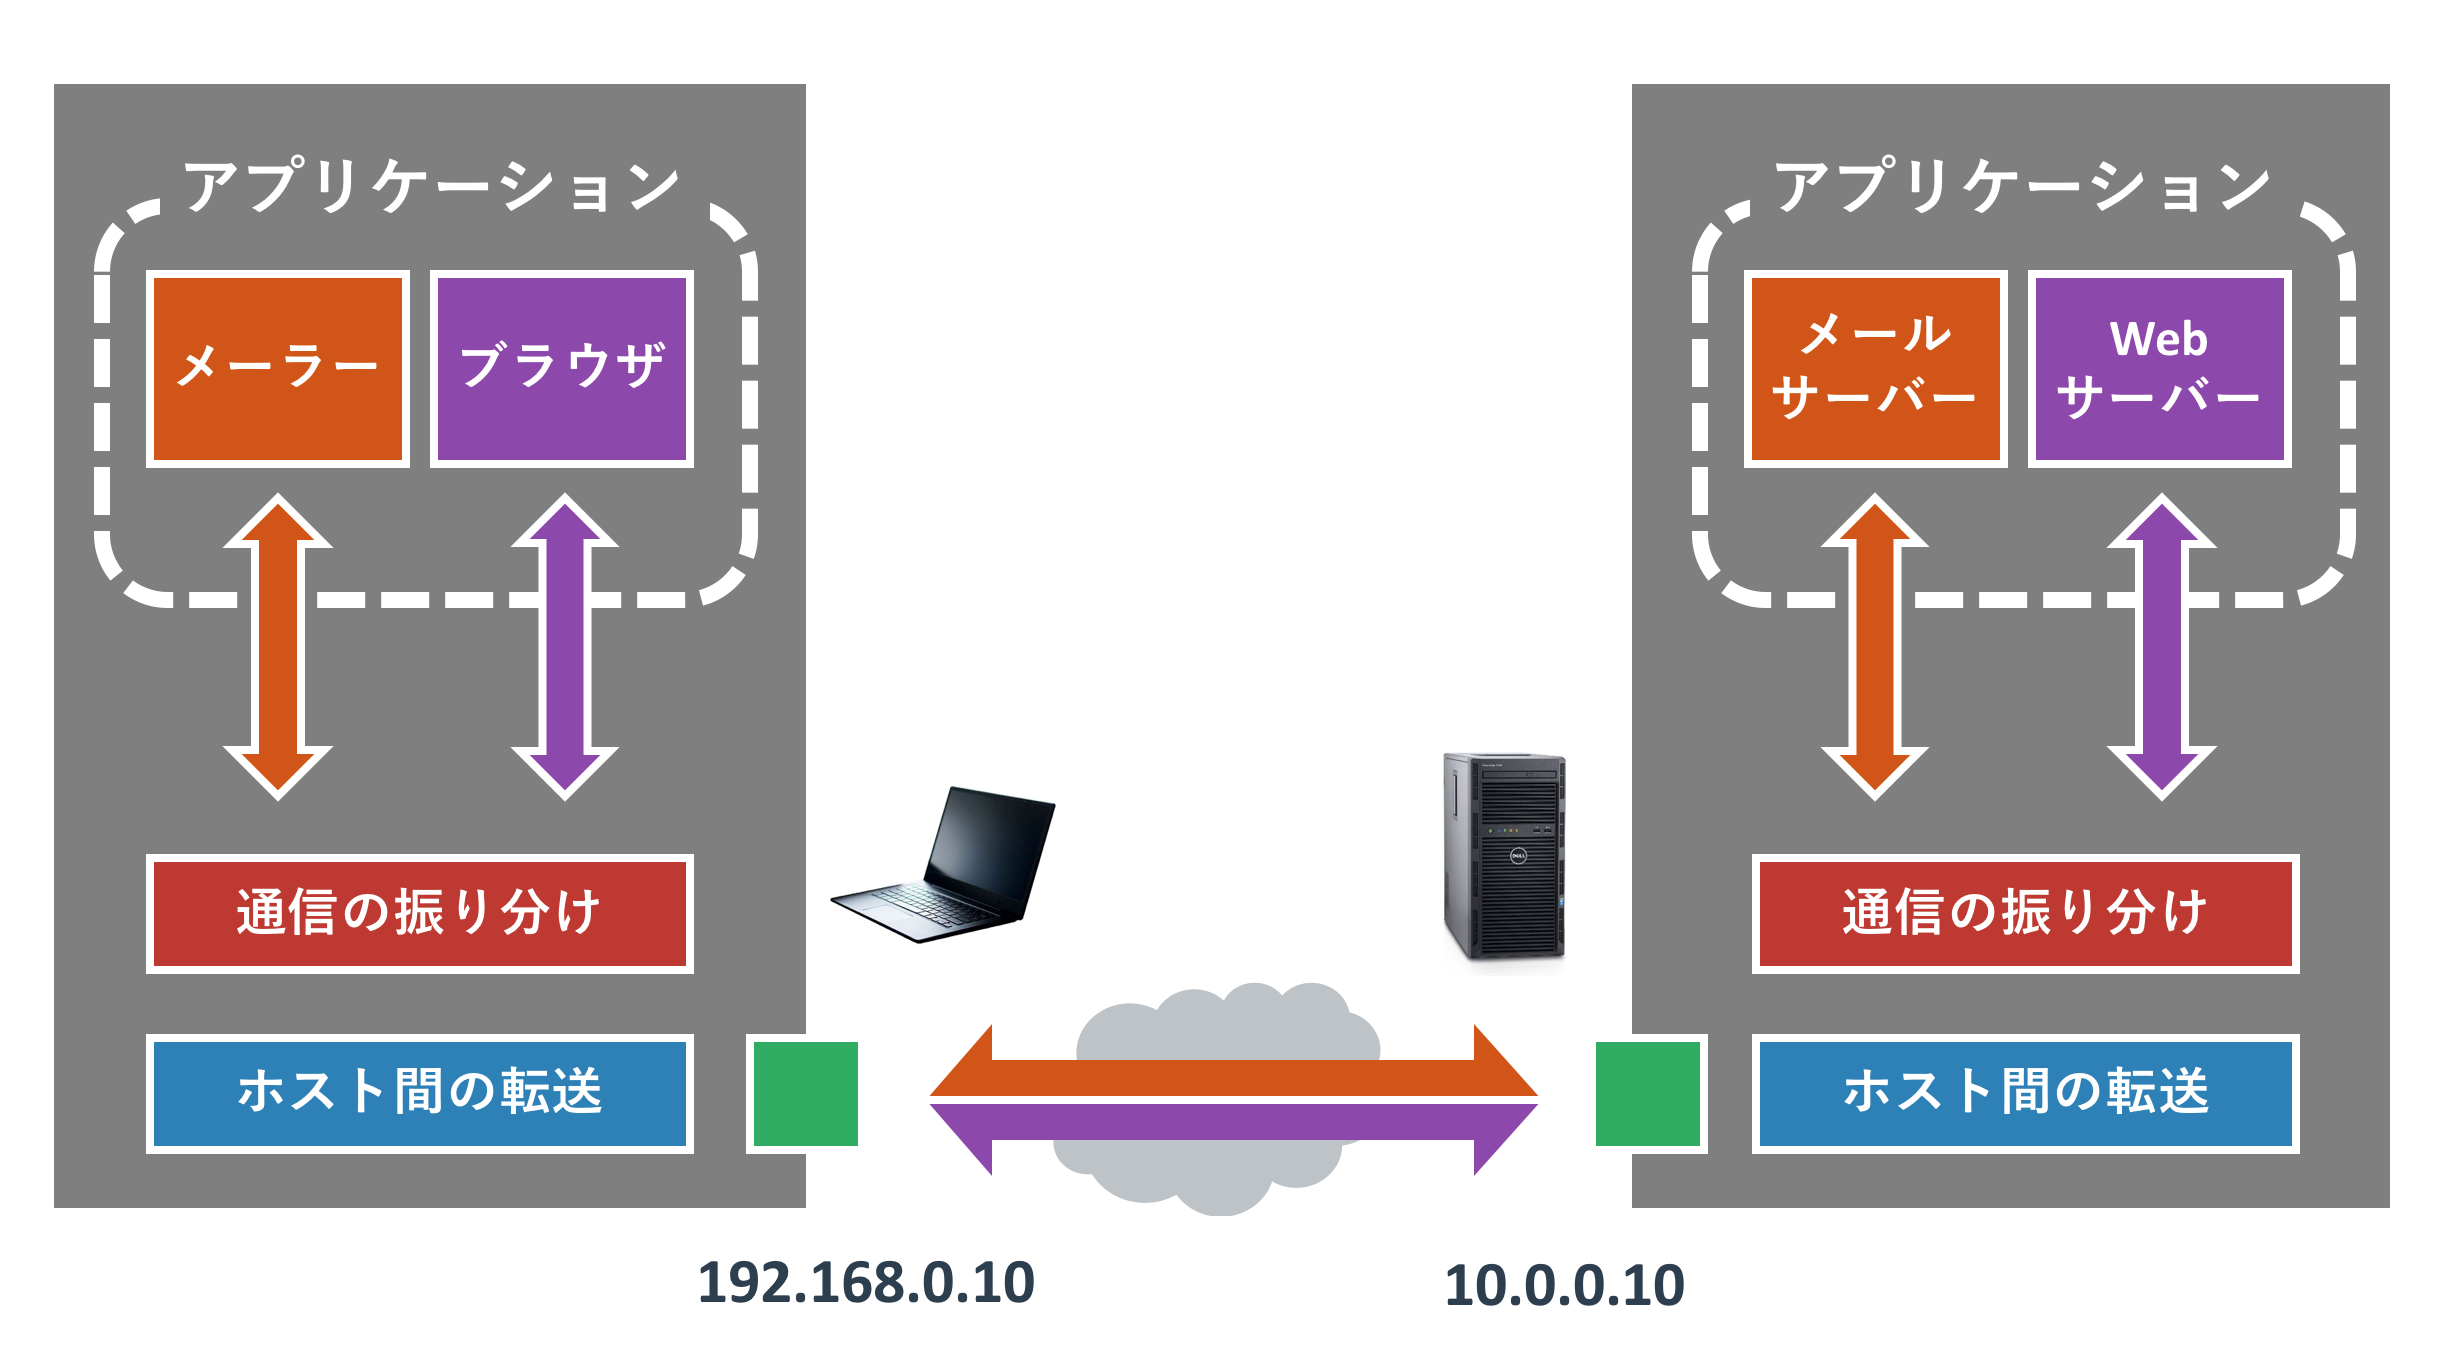 アプリケーション
メーラー
ブラウザ
通信の振り分け
ホスト間の転送
192.168.0.10
アプリケーション
メール
サーバー
Web
サーバー
通信の振り分け
ホスト間の転送
10.0.0.10
DELL